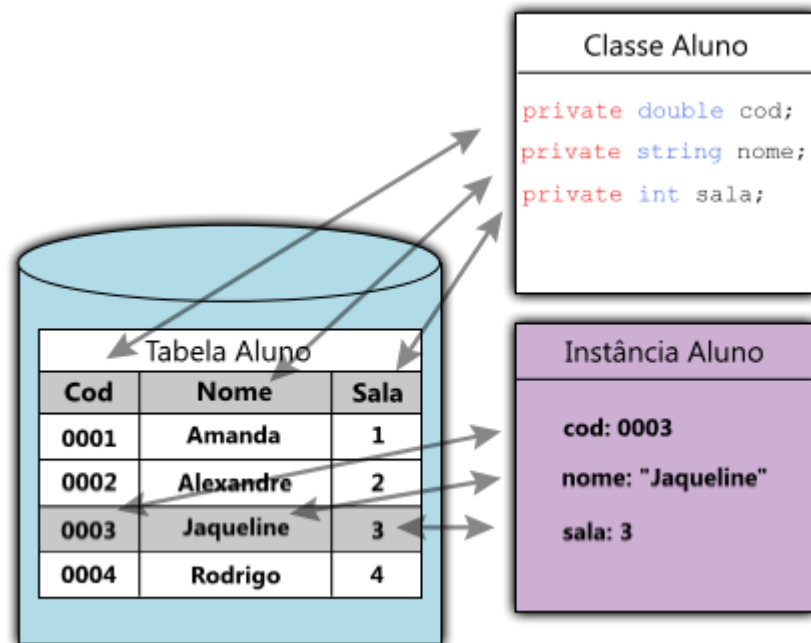 Classe Aluno
private double cod;
private string nome;
private int sala;
Tabela Aluno
Cod Nome Sala
0001 Amanda 1
0002 Alexandre 2
0003 Jaqueline 3
0004 Rodrigo 4
Instância Aluno
cod: 0003
nome: "Jaqueline"
sala: 3